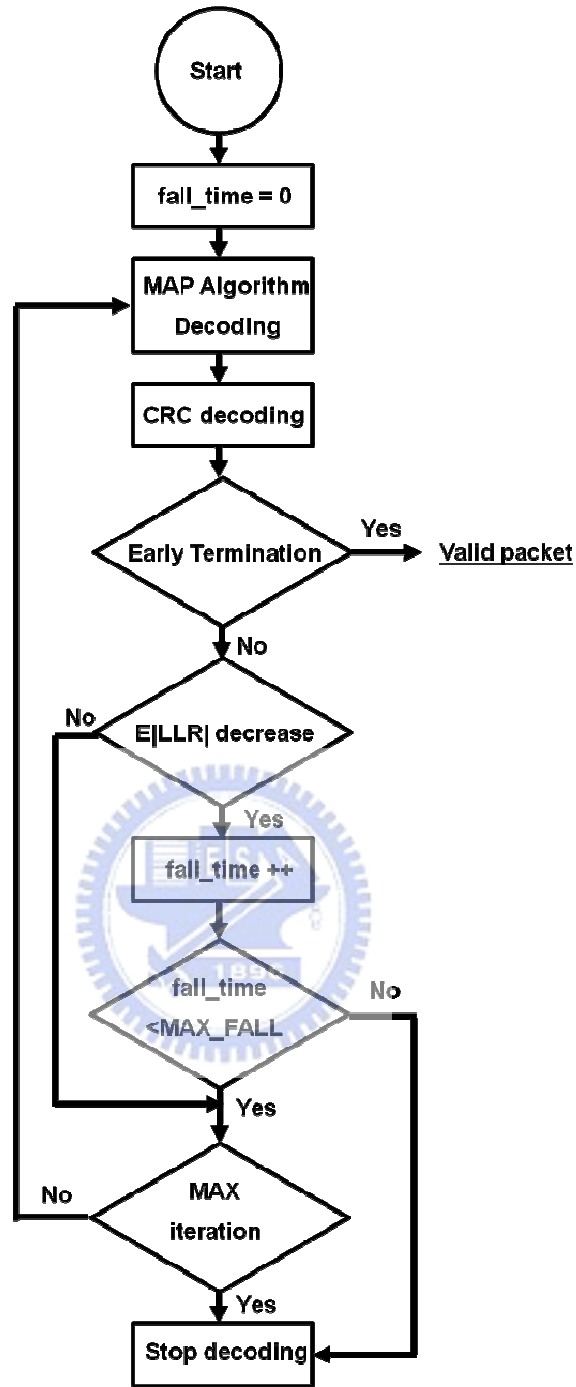 Start
fall_time = 0
MAP Algorithm
Decoding
CRC decoding
Early Termination
Yes
Valid packet
No
E|LLR| decrease
No
Yes
fall_time ++
fall_time
<MAX_FALL
No
Yes
MAX
iteration
No
Yes
Stop decoding